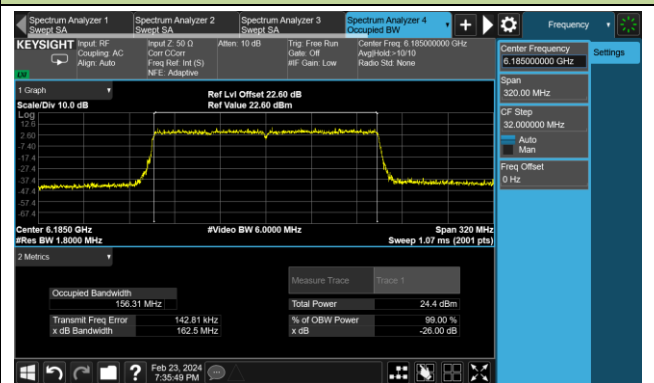 Spectrum Analyzer 1
Swept SA
Spectrum Analyzer 2
Swept SA
Spectrum Analyzer 3
Swept SA
Spectrum Analyzer 4
Occupied BW
Frequency
KEYSIGHT
Input: RF
Coupling: AC
Align: Auto
Input Z: 50 Ω
Corr CCorr
Freq Ref: Int (S)
NFE: Adaptive
Atten: 10 dB
Trig: Free Run
Gate: Off
#IF Gain: Low
Center Freq: 6.185000000 GHz
Avg|Hold:>10/10
Radio Std: None
Center Frequency
6.185000000 GHz
Settings
Span
320.00 MHz
CF Step
32.000000 MHz
Auto
Man
Freq Offset
0 Hz
1 Graph
Scale/Div 10.0 dB
Ref Lvl Offset 22.60 dB
Ref Value 22.60 dBm
Log
12.6
2.60
-7.40
-17.4
-27.4
-37.4
-47.4
-57.4
-67.4
Center 6.1850 GHz
#Res BW 1.8000 MHz
#Video BW 6.0000 MHz
Span 320 MHz
Sweep 1.07 ms (2001 pts)
2 Metrics
Measure Trace
Trace 1
Occupied Bandwidth
156.31 MHz
Total Power
24.4 dBm
Transmit Freq Error
142.81 kHz
% of OBW Power
99.00 %
x dB Bandwidth
162.5 MHz
x dB
-26.00 dB
Feb 23, 2024
7:35:49 PM